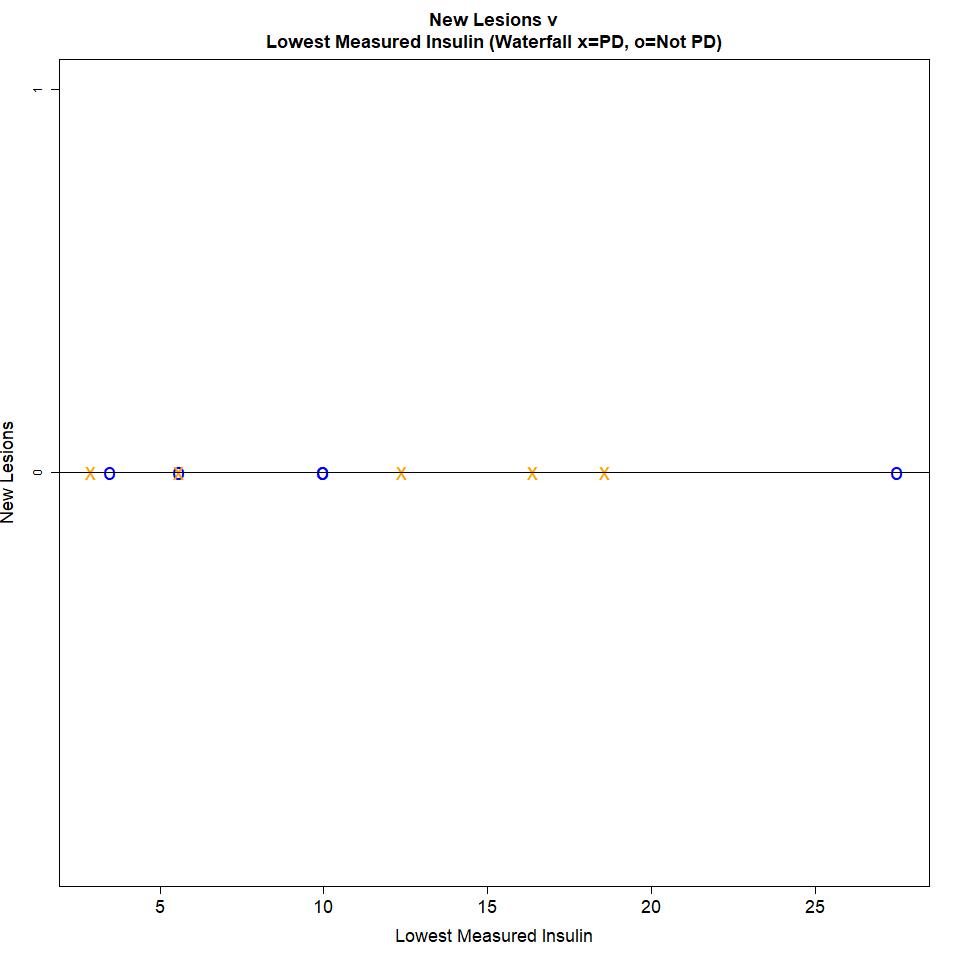 New Lesions v
Lowest Measured Insulin (Waterfall x=PD, o=Not PD)
1
0
New Lesions
x o x o o x x x o
5 10 15 20 25
Lowest Measured Insulin